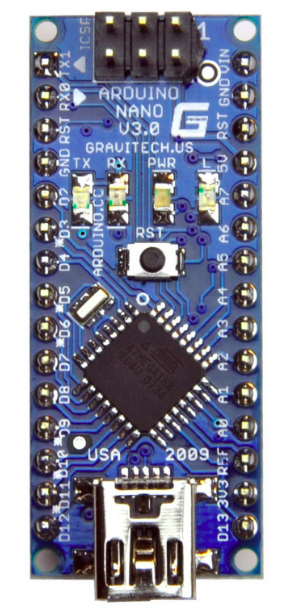 ICSP
1
TX1
RX0
RST
GND
D2
*D3
D4
*D5
*D6
D7
D8
*D9
*D10
*D11
D12
ARDUINO
NANO
V3.0
G
GRAVITECH.US
TX RX PWR L
ARDUINO.CC
RST
USA 2009
VIN
GND
RST
5V
A7
A6
A5
A4
A3
A2
A1
A0
REF
3V3
D13